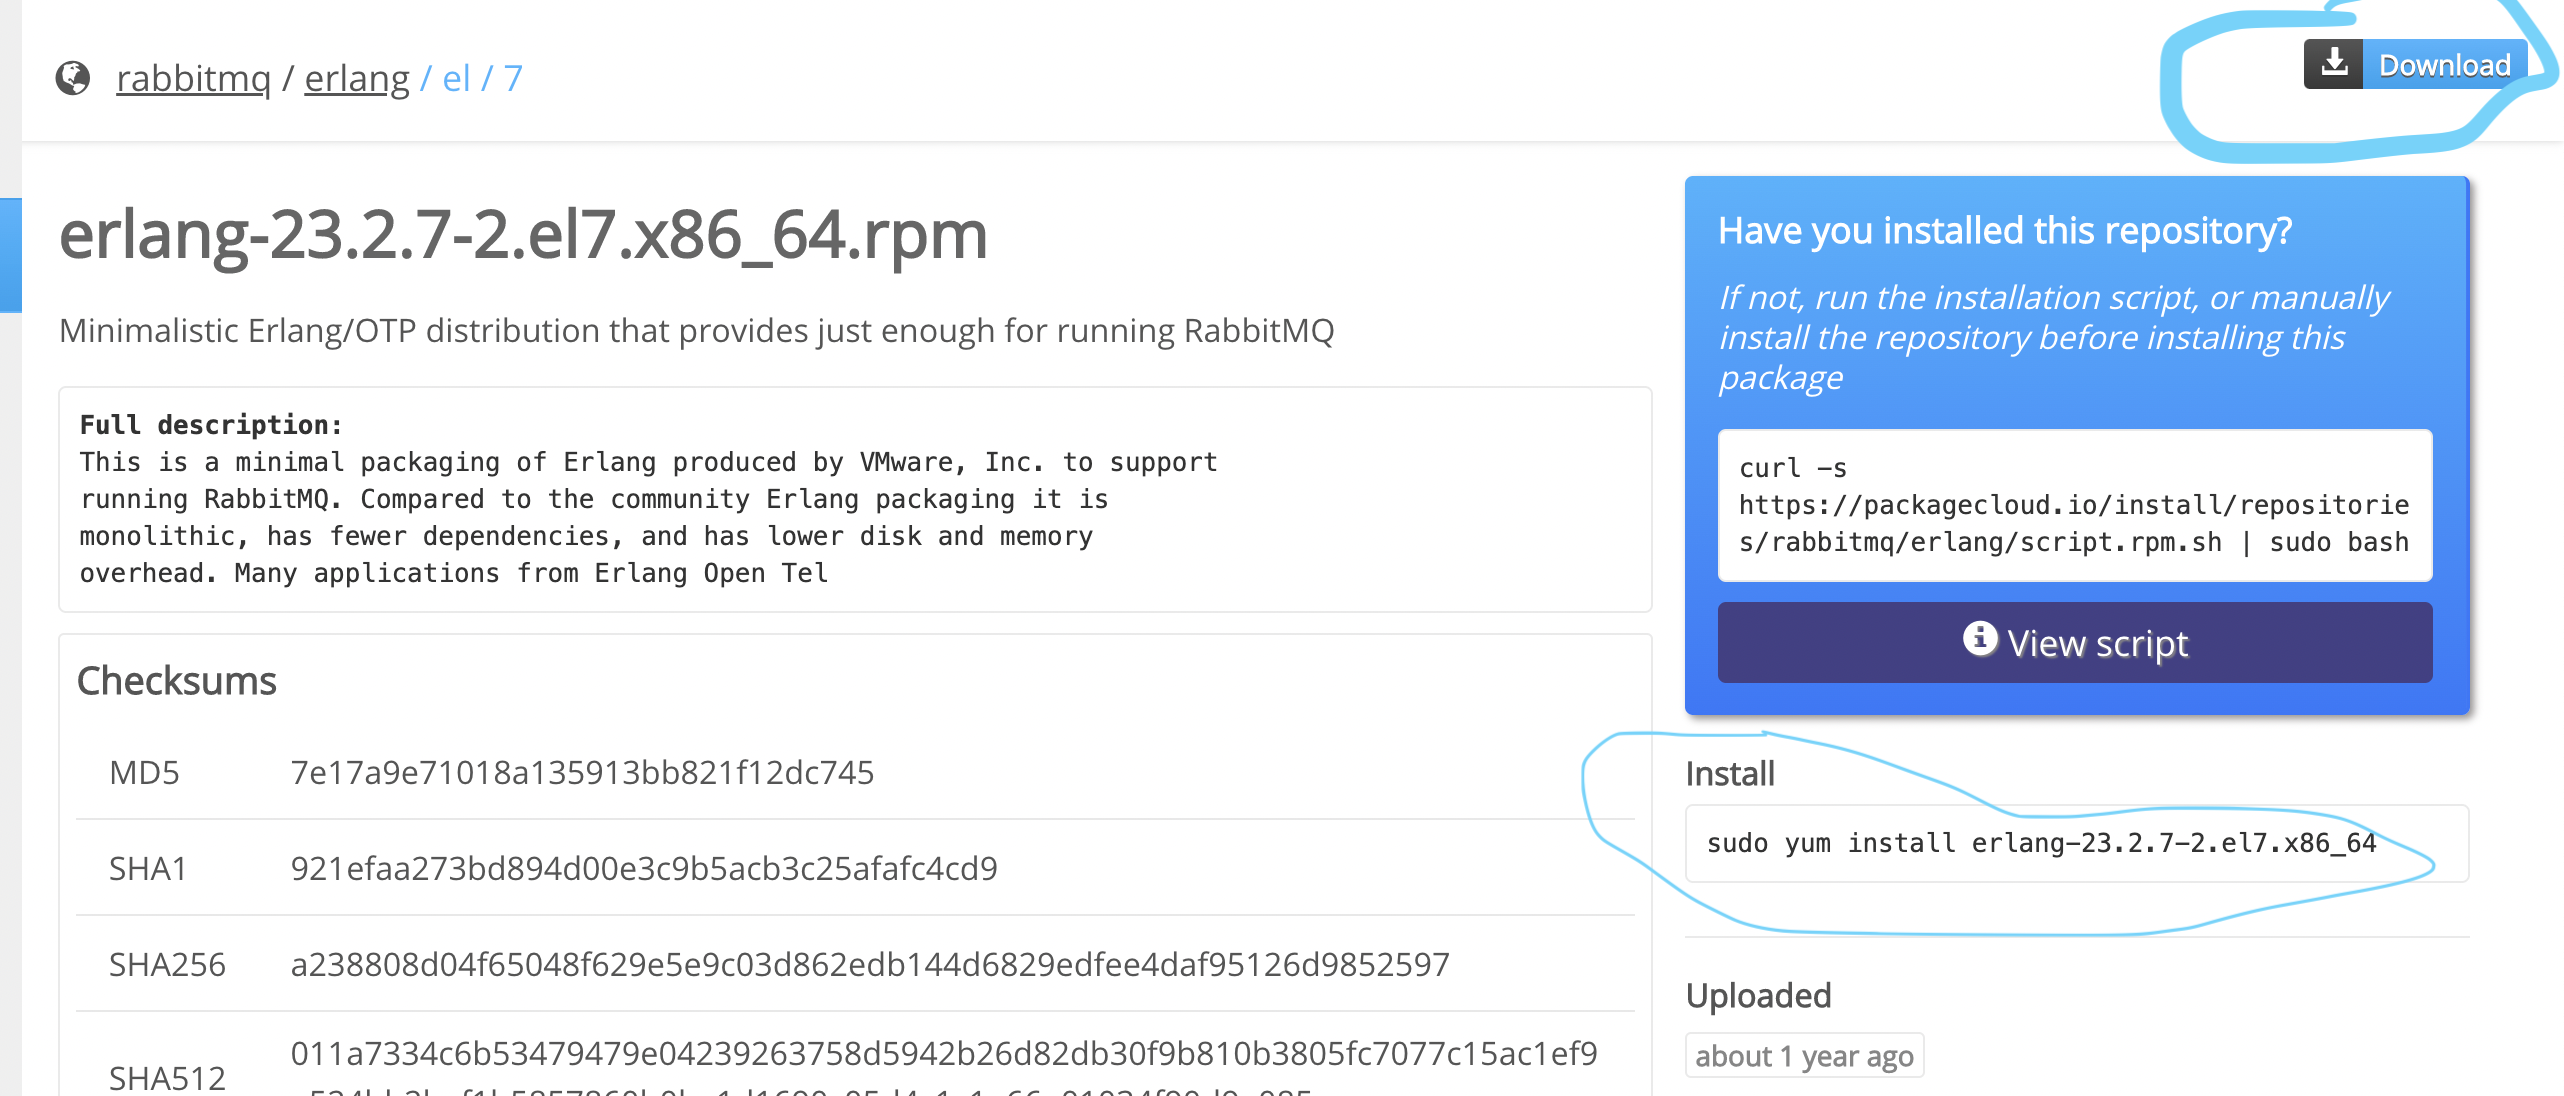 rabbitmq / erlang / el / 7
Download
erlang-23.2.7-2.el7.x86_64.rpm
Minimalistic Erlang/OTP distribution that provides just enough for running RabbitMQ
Full description:
This is a minimal packaging of Erlang produced by VMware, Inc. to support
running RabbitMQ. Compared to the community Erlang packaging it is
monolithic, has fewer dependencies, and has lower disk and memory
overhead. Many applications from Erlang Open Tel
Checksums
MD5 7e17a9e71018a135913bb821f12dc745
SHA1 921efaa273bd894d00e3c9b5acb3c25afafc4cd9
SHA256 a238808d04f65048f629e5e9c03d862edb144d6829edfee4daf95126d9852597
SHA512 011a7334c6b53479479e04239263758d5942b26d82db30f9b810b3805fc7077c15ac1ef9
Have you installed this repository?
If not, run the installation script, or manually
install the repository before installing this
package
curl -s
https://packagecloud.io/install/repositorie
s/rabbitmq/erlang/script.rpm.sh | sudo bash
View script
Install
sudo yum install erlang-23.2.7-2.el7.x86_64
Uploaded
about 1 year ago